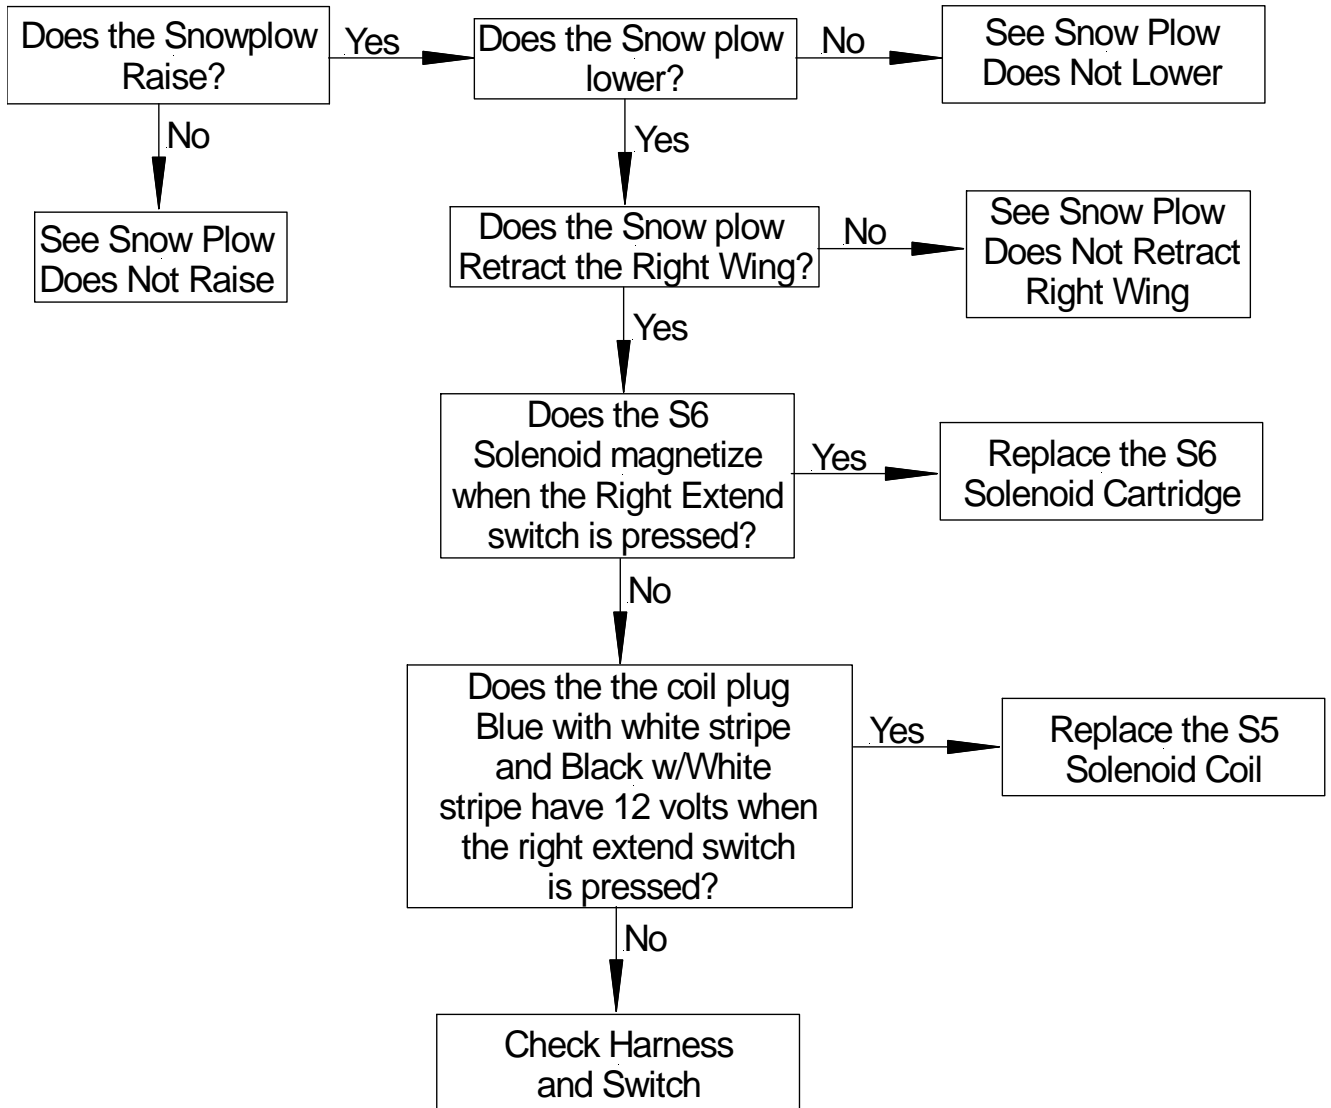 Does the Snowplow
Raise?
Yes
Does the Snow plow
lower?
No
See Snow Plow
Does Not Lower
No
See Snow Plow
Does Not Raise
Yes
Does the Snow plow
Retract the Right Wing?
No
See Snow Plow
Does Not Retract
Right Wing
Yes
Does the S6
Solenoid magnetize
when the Right Extend
switch is pressed?
Yes
Replace the S6
Solenoid Cartridge
No
Does the the coil plug
Blue with white stripe
and Black w/White
stripe have 12 volts when
the right extend switch
is pressed?
Yes
Replace the S5
Solenoid Coil
No
Check Harness
and Switch